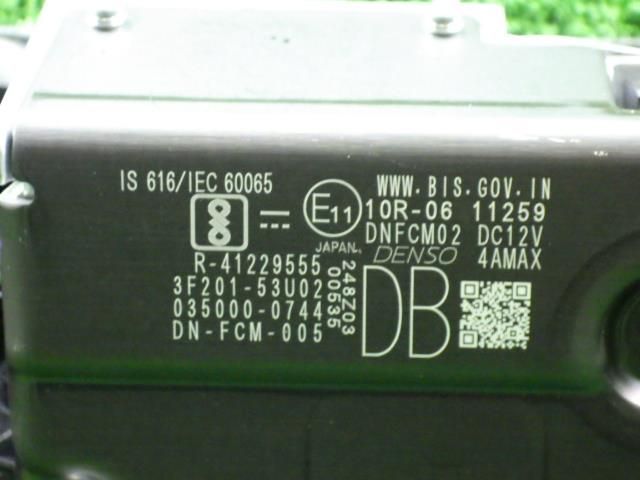 IS 616/IEC 60065
WWW.BIS.GOV.IN
E11
10R-06 11259
DNFCM02 DC12V
JAPAN
DENSO
4AMAX
R-41229555
3F201-53U02
035000-0744
DN-FCM-005
248Z03
00535
DB